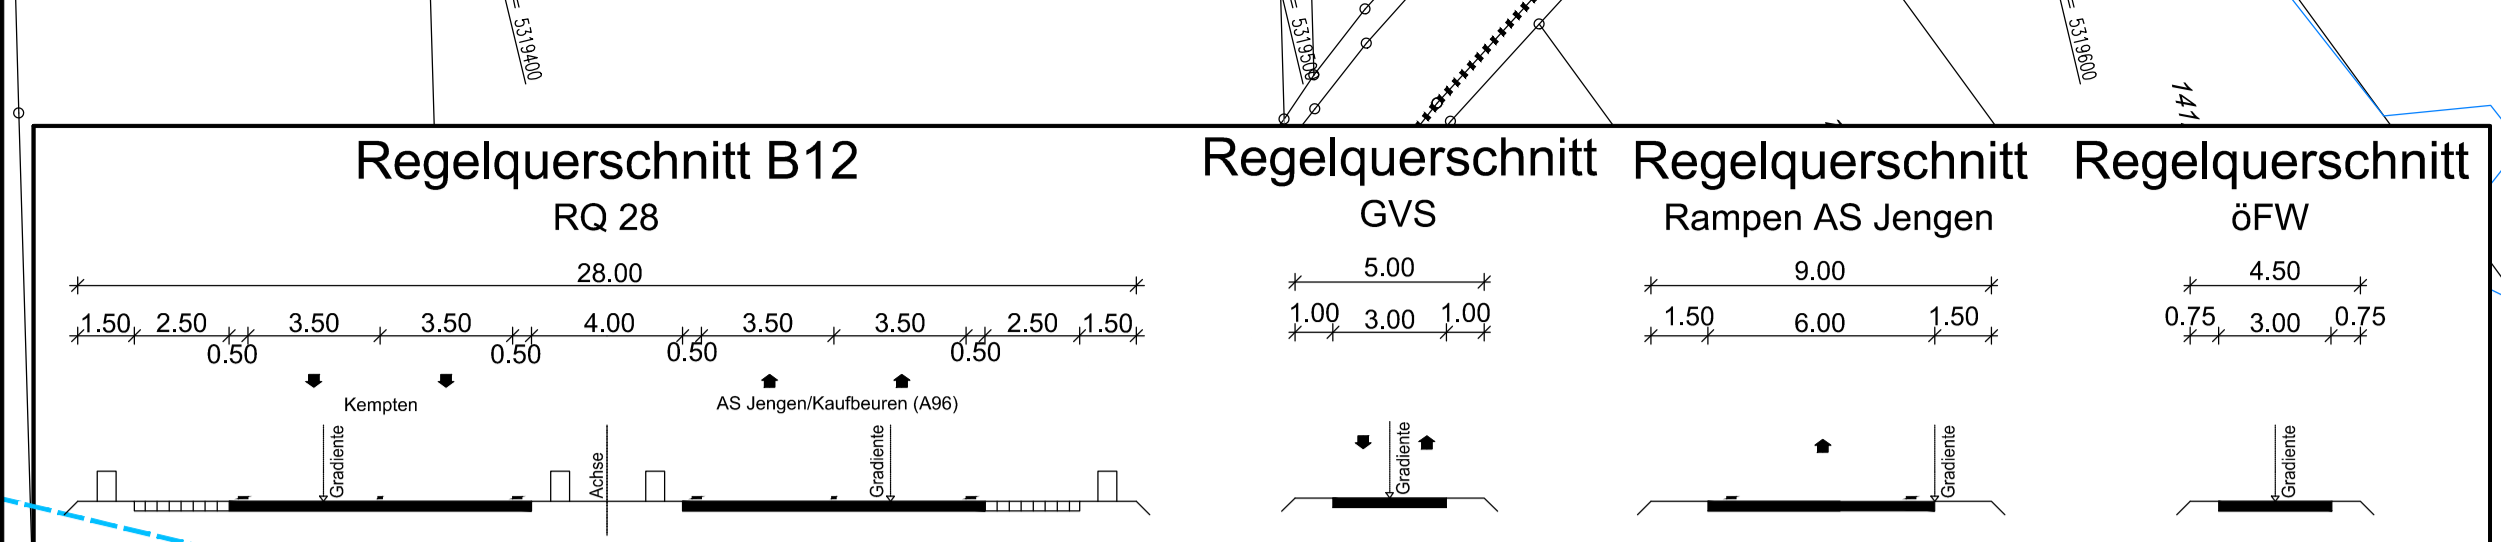 = 5319400
= 5319500
= 5319600
141
Regelquerschnitt B12
RQ 28
28.00
1.50 2.50 3.50 3.50 4.00 3.50 3.50 2.50 1.50
0.50 0.50 0.50 0.50
Kempten
AS Jengen/Kaufbeuren (A96)
Gradiente
Achse
Gradiente
Regelquerschnitt
GVS
5.00
1.00 3.00 1.00
Gradiente
Regelquerschnitt
Rampen AS Jengen
9.00
1.50 6.00 1.50
Gradiente
Regelquerschnitt
öFW
4.50
0.75 3.00 0.75
Gradiente